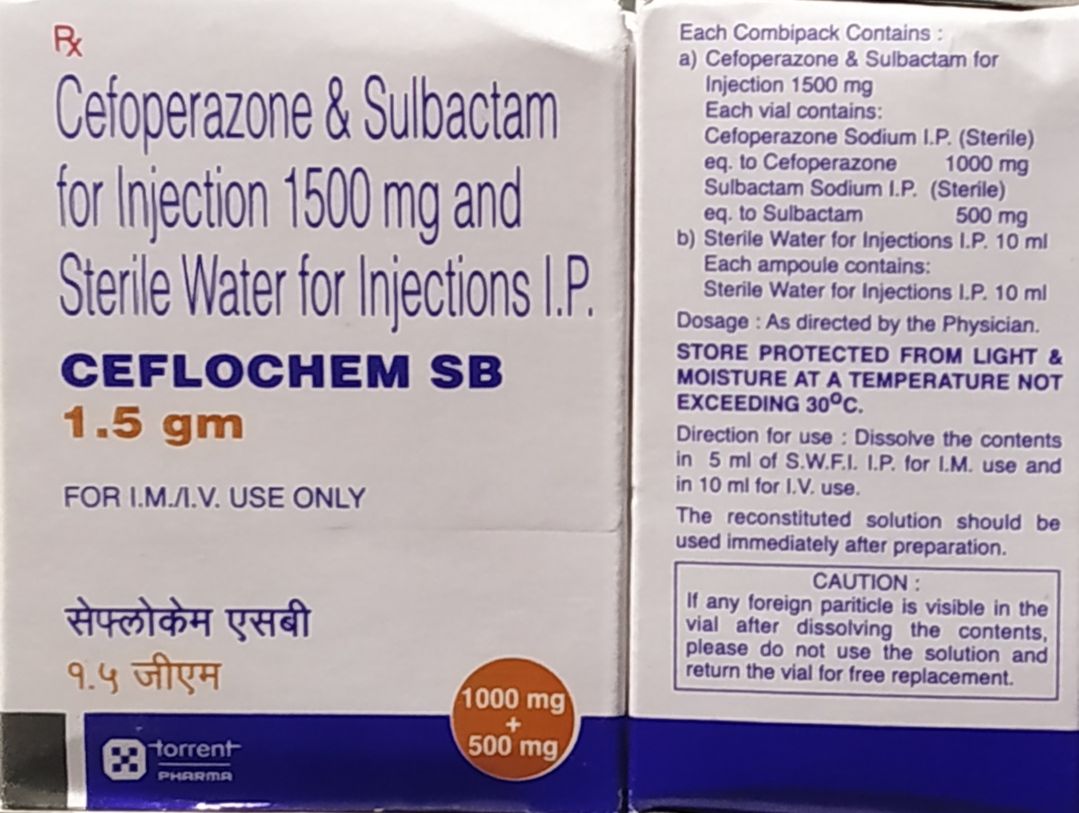 Rx
Cefoperazone & Sulbactam
for Injection 1500 mg and
Sterile Water for Injections I.P.
CEFLOCHEM SB
1.5 gm
FOR I.M./I.V. USE ONLY
सेफ्लोकेम एसबी
१.५ जीएम
1000 mg
+
500 mg
torrent
PHARMA
Each Combipack Contains :
a) Cefoperazone & Sulbactam for
Injection 1500 mg
Each vial contains:
Cefoperazone Sodium I.P. (Sterile)
eq. to Cefoperazone 1000 mg
Sulbactam Sodium I.P. (Sterile)
eq. to Sulbactam 500 mg
b) Sterile Water for Injections I.P. 10 ml
Each ampoule contains:
Sterile Water for Injections I.P. 10 ml
Dosage : As directed by the Physician.
STORE PROTECTED FROM LIGHT &
MOISTURE AT A TEMPERATURE NOT
EXCEEDING 30⁰C.
Direction for use : Dissolve the contents
in 5 ml of S.W.F.I. I.P. for I.M. use and
in 10 ml for I.V. use.
The reconstituted solution should be
used immediately after preparation.
CAUTION :
If any foreign pariticle is visible in the
vial after dissolving the contents,
please do not use the solution and
return the vial for free replacement.